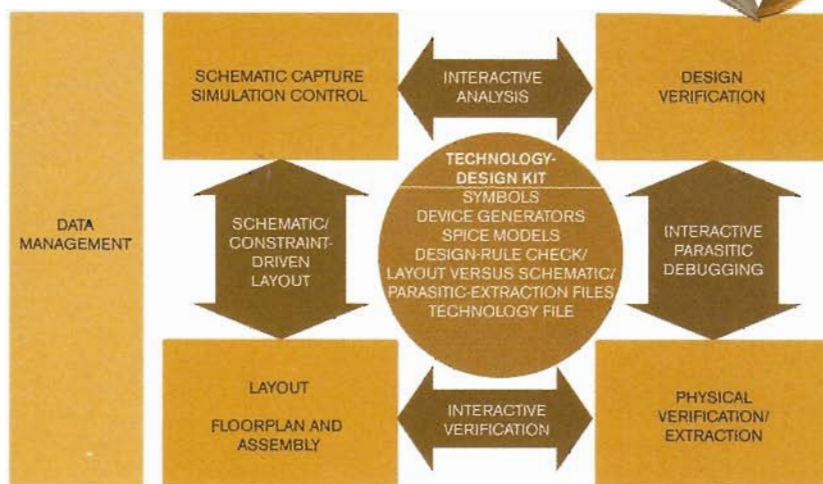 DATA
MANAGEMENT
SCHEMATIC CAPTURE
SIMULATION CONTROL
INTERACTIVE
ANALYSIS
DESIGN
VERIFICATION
SCHEMATIC/
CONSTRAINT-
DRIVEN
LAYOUT
TECHNOLOGY-
DESIGN KIT
SYMBOLS
DEVICE GENERATORS
SPICE MODELS
DESIGN-RULE CHECK/
LAYOUT VERSUS SCHEMATIC/
PARASITIC-EXTRACTION FILES
TECHNOLOGY FILE
INTERACTIVE
PARASITIC
DEBUGGING
LAYOUT
FLOORPLAN AND
ASSEMBLY
INTERACTIVE
VERIFICATION
PHYSICAL
VERIFICATION/
EXTRACTION